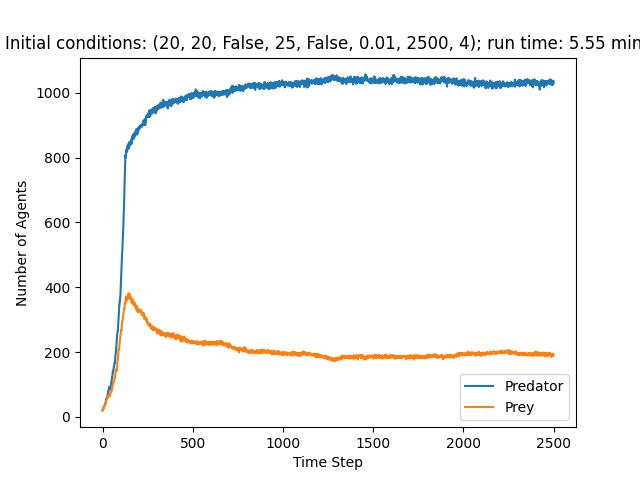 Initial conditions: (20, 20, False, 25, False, 0.01, 2500, 4); run time: 5.55 min
Number of Agents
1000
800
600
400
200
0
Predator
Prey
0 500 1000 1500 2000 2500
Time Step